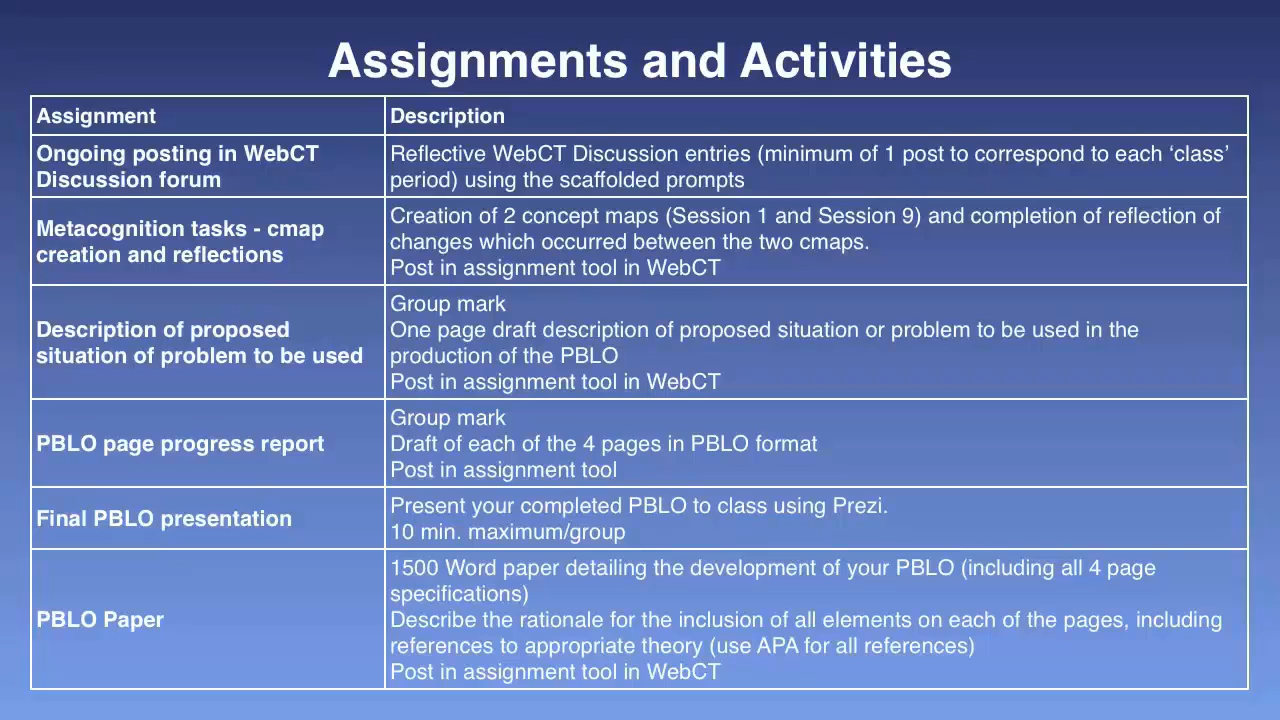 Assignments and Activities
Assignment
Description
Ongoing posting in WebCT
Discussion forum
Reflective WebCT Discussion entries (minimum of 1 post to correspond to each ‘class’
period) using the scaffolded prompts
Metacognition tasks - cmap
creation and reflections
Creation of 2 concept maps (Session 1 and Session 9) and completion of reflection of
changes which occurred between the two cmaps.
Post in assignment tool in WebCT
Description of proposed
situation of problem to be used
Group mark
One page draft description of proposed situation or problem to be used in the
production of the PBLO
Post in assignment tool in WebCT
PBLO page progress report
Group mark
Draft of each of the 4 pages in PBLO format
Post in assignment tool
Final PBLO presentation
Present your completed PBLO to class using Prezi.
10 min. maximum/group
PBLO Paper
1500 Word paper detailing the development of your PBLO (including all 4 page
specifications)
Describe the rationale for the inclusion of all elements on each of the pages, including
references to appropriate theory (use APA for all references)
Post in assignment tool in WebCT